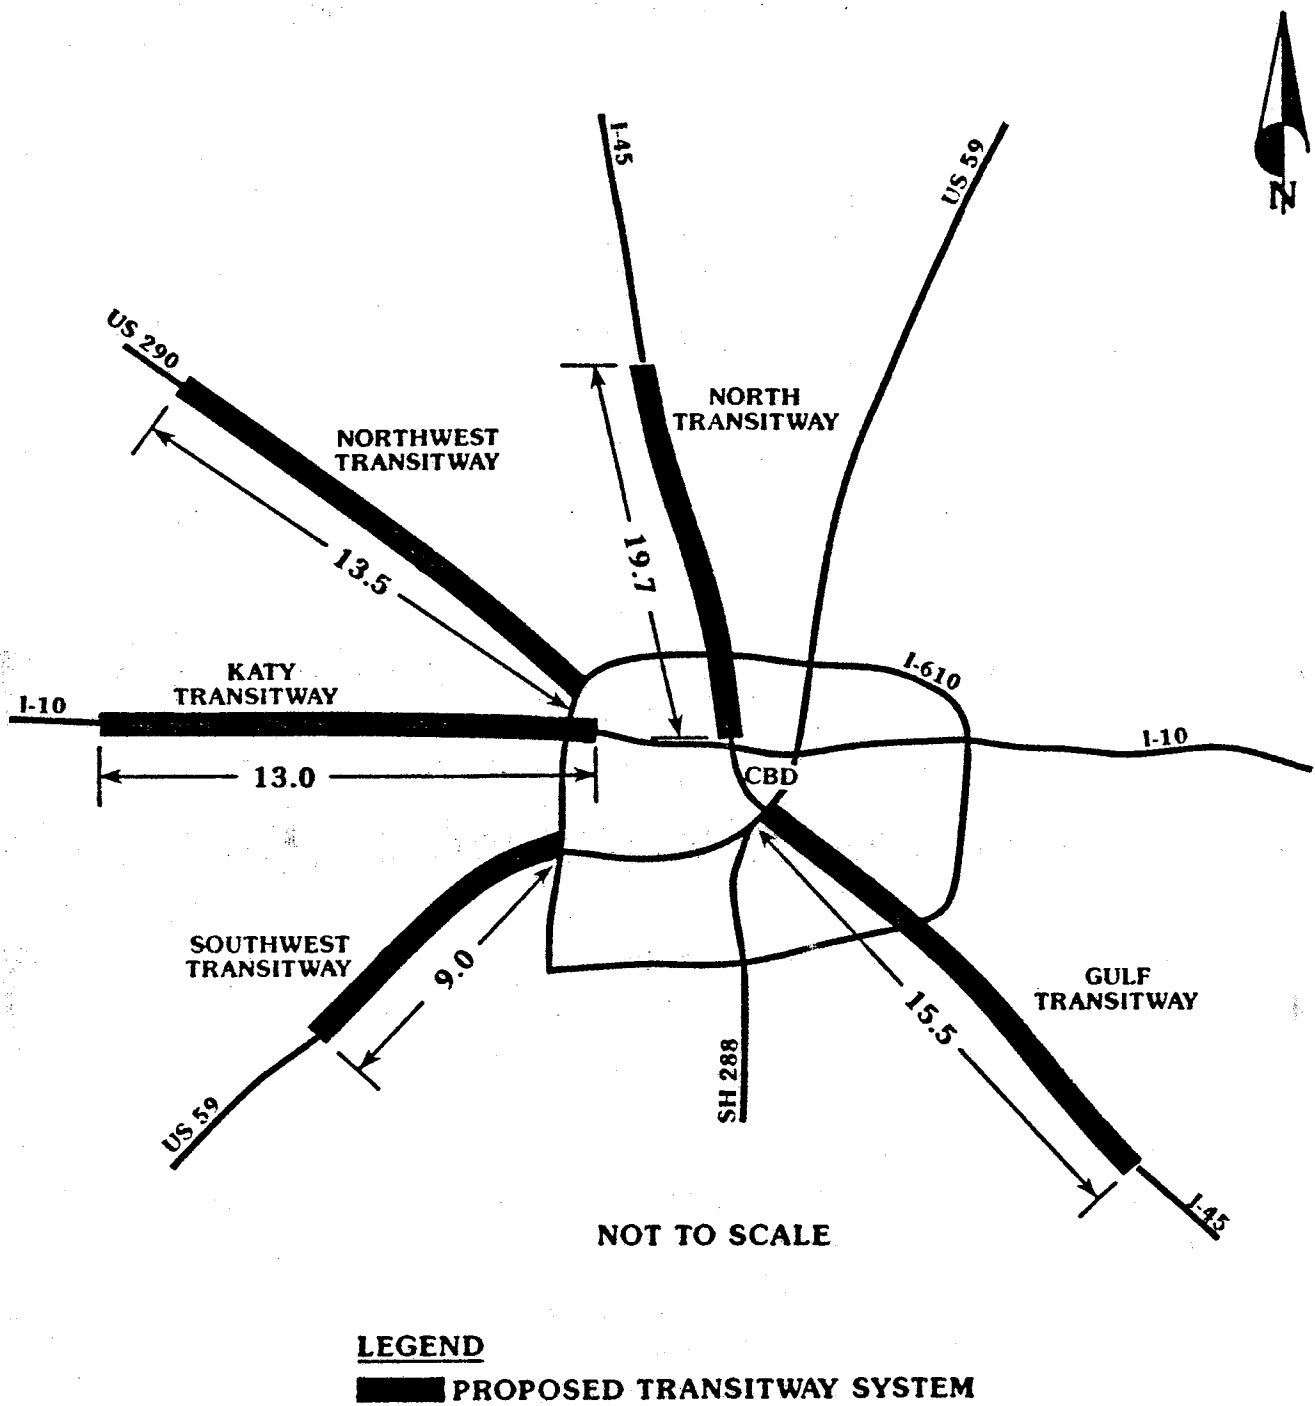 N
I-45
US 59
US 290
NORTH
TRANSITWAY
NORTHWEST
TRANSITWAY
19.7
13.5
KATY
TRANSITWAY
I-10
I-610
I-10
13.0
CBD
SOUTHWEST
TRANSITWAY
9.0
GULF
TRANSITWAY
15.5
SH 288
US 59
I-45
NOT TO SCALE
LEGEND
PROPOSED TRANSITWAY SYSTEM